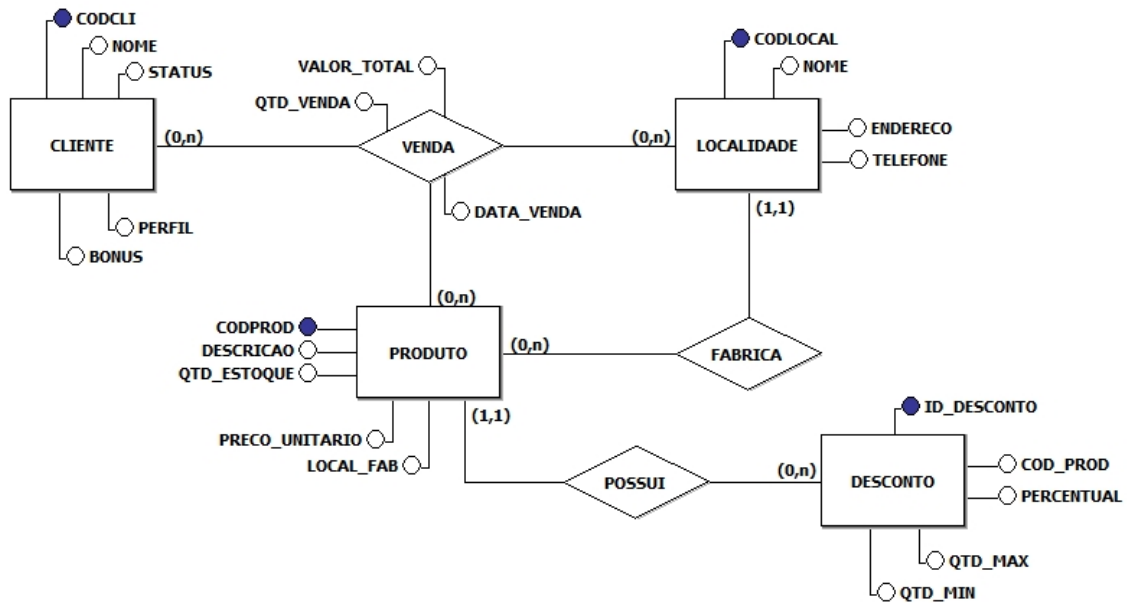 CODCLI
NOME
STATUS
CLIENTE
PERFIL
BONUS
(0,n)
VALOR_TOTAL
QTD_VENDA
VENDA
DATA_VENDA
(0,n)
CODLOCAL
NOME
LOCALIDADE
ENDERECO
TELEFONE
(1,1)
(0,n)
CODPROD
DESCRICAO
QTD_ESTOQUE
PRODUTO
(0,n)
FABRICA
PRECO_UNITARIO
LOCAL_FAB
(1,1)
POSSUI
(0,n)
ID_DESCONTO
DESCONTO
COD_PROD
PERCENTUAL
QTD_MAX
QTD_MIN